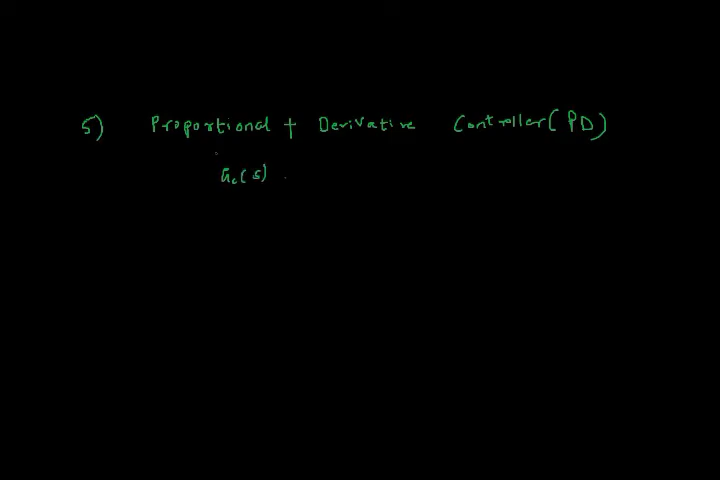 5) Proportional + Derivative Controller (PD)
Gc(s)